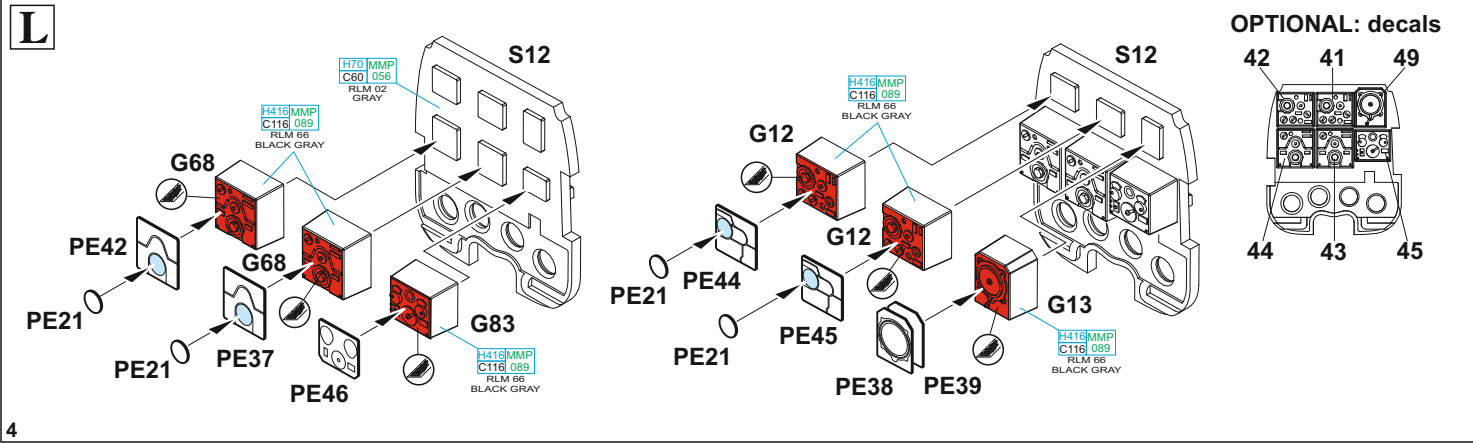 L
S12
H70 MMP
C60 056
RLM 02
GRAY
H416 MMP
C116 089
RLM 66
BLACK GRAY
G68
PE42
G68
PE21
PE37
G83
PE21
PE46
H416 MMP
C116 089
RLM 66
BLACK GRAY
S12
H416 MMP
C116 089
RLM 66
BLACK GRAY
G12
G12
PE44
PE21
PE45
G13
PE21
PE38
PE39
H416 MMP
C116 089
RLM 66
BLACK GRAY
OPTIONAL: decals
42 41 49
44 43 45
4